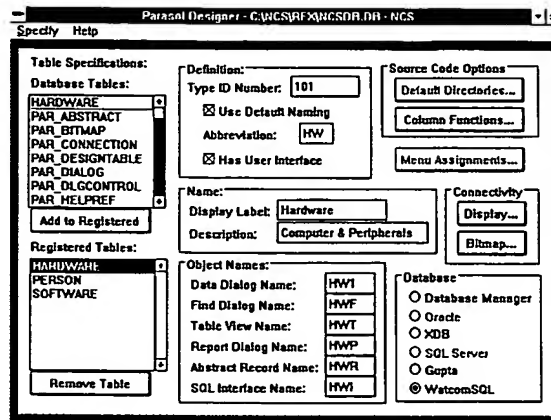 Parasol Designer - C:\NCS\RFX\NCSDB.DB - NCS
Specify Help
Table Specifications:
Database Tables:
HARDWARE
PAR_ABSTRACT
PAR_BITMAP
PAR_CONNECTION
PAR_DESIGNTABLE
PAR_DIALOG
PAR_DLGCONTROL
PAR_HELPREF
Add to Registered
Registered Tables:
HARDWARE
PERSON
SOFTWARE
Remove Table
Definition:
Type ID Number: 101
Use Default Naming
Abbreviation: HW
Has User Interface
Source Code Options
Default Directories...
Column Functions...
Menu Assignments...
Name:
Display Label: Hardware
Description: Computer & Peripherals
Connectivity
Display...
Bitmap...
Object Names:
Data Dialog Name: HW1
Find Dialog Name: HWF
Table View Name: HWT
Report Dialog Name: HWP
Abstract Record Name: HWR
SQL Interface Name: HWi
Database
Database Manager
Oracle
XDB
SQL Server
Gupta
WatcomSQL